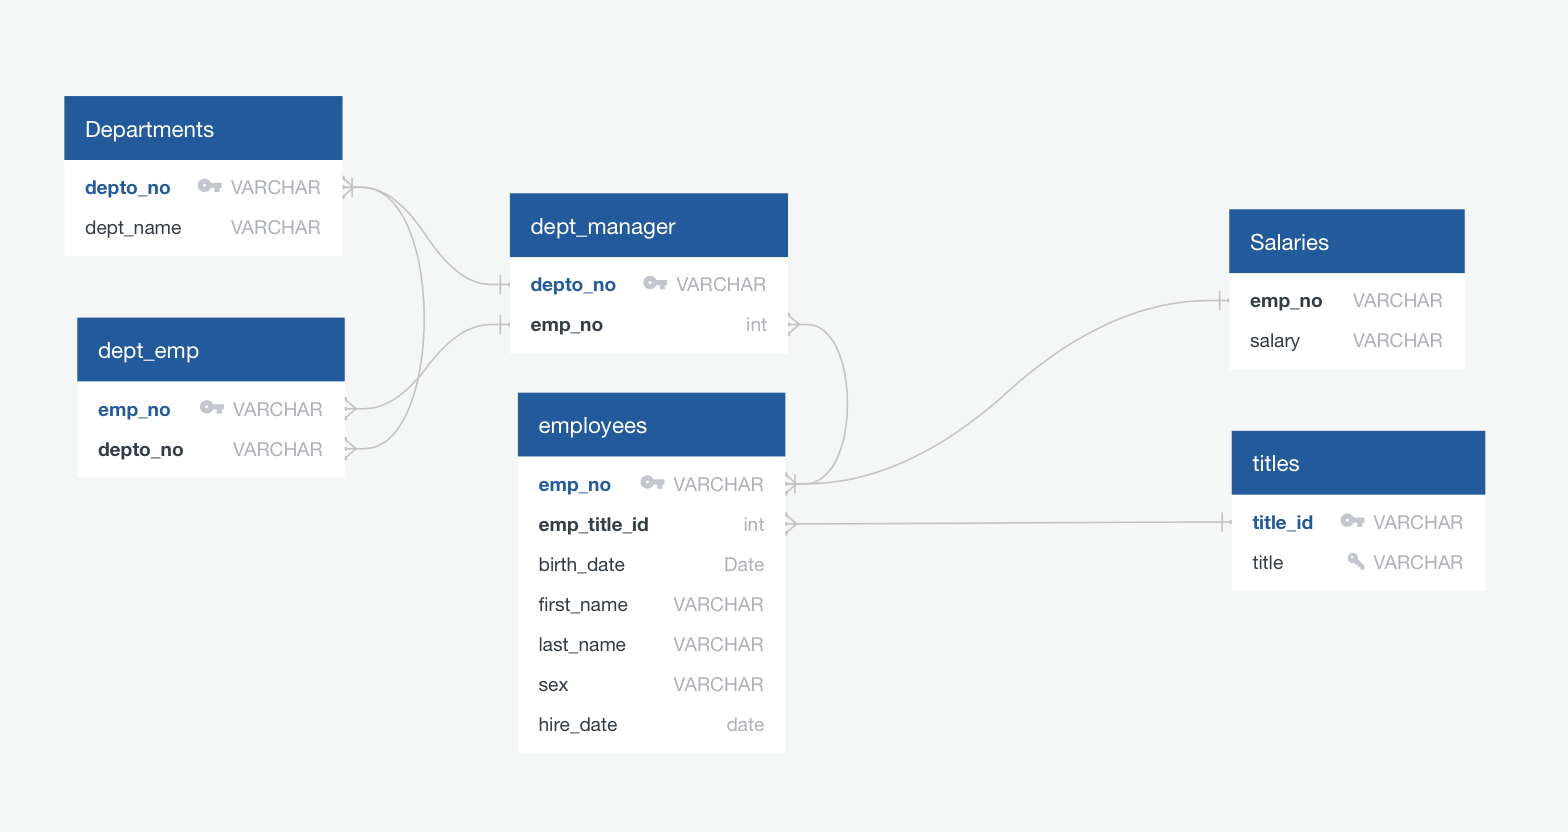 Departments
depto_no VARCHAR
dept_name VARCHAR
dept_emp
emp_no VARCHAR
depto_no VARCHAR
dept_manager
depto_no VARCHAR
emp_no int
employees
emp_no VARCHAR
emp_title_id int
birth_date Date
first_name VARCHAR
last_name VARCHAR
sex VARCHAR
hire_date date
Salaries
emp_no VARCHAR
salary VARCHAR
titles
title_id VARCHAR
title VARCHAR